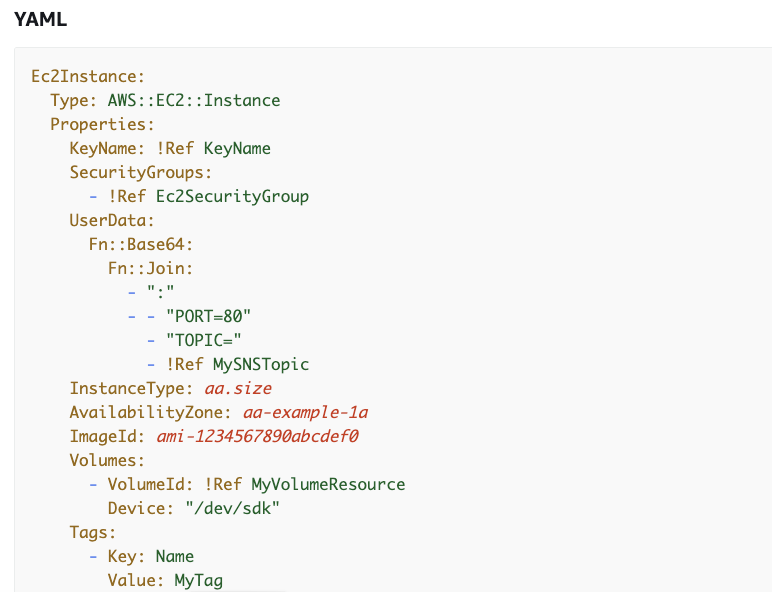 YAML
Ec2Instance:
  Type: AWS::EC2::Instance
  Properties:
    KeyName: !Ref KeyName
    SecurityGroups:
      - !Ref Ec2SecurityGroup
    UserData:
      Fn::Base64:
        Fn::Join:
          - ":"
          - - "PORT=80"
            - "TOPIC="
            - !Ref MySNSTopic
    InstanceType: aa.size
    AvailabilityZone: aa-example-1a
    ImageId: ami-1234567890abcdef0
    Volumes:
      - VolumeId: !Ref MyVolumeResource
        Device: "/dev/sdk"
    Tags:
      - Key: Name
        Value: MyTag